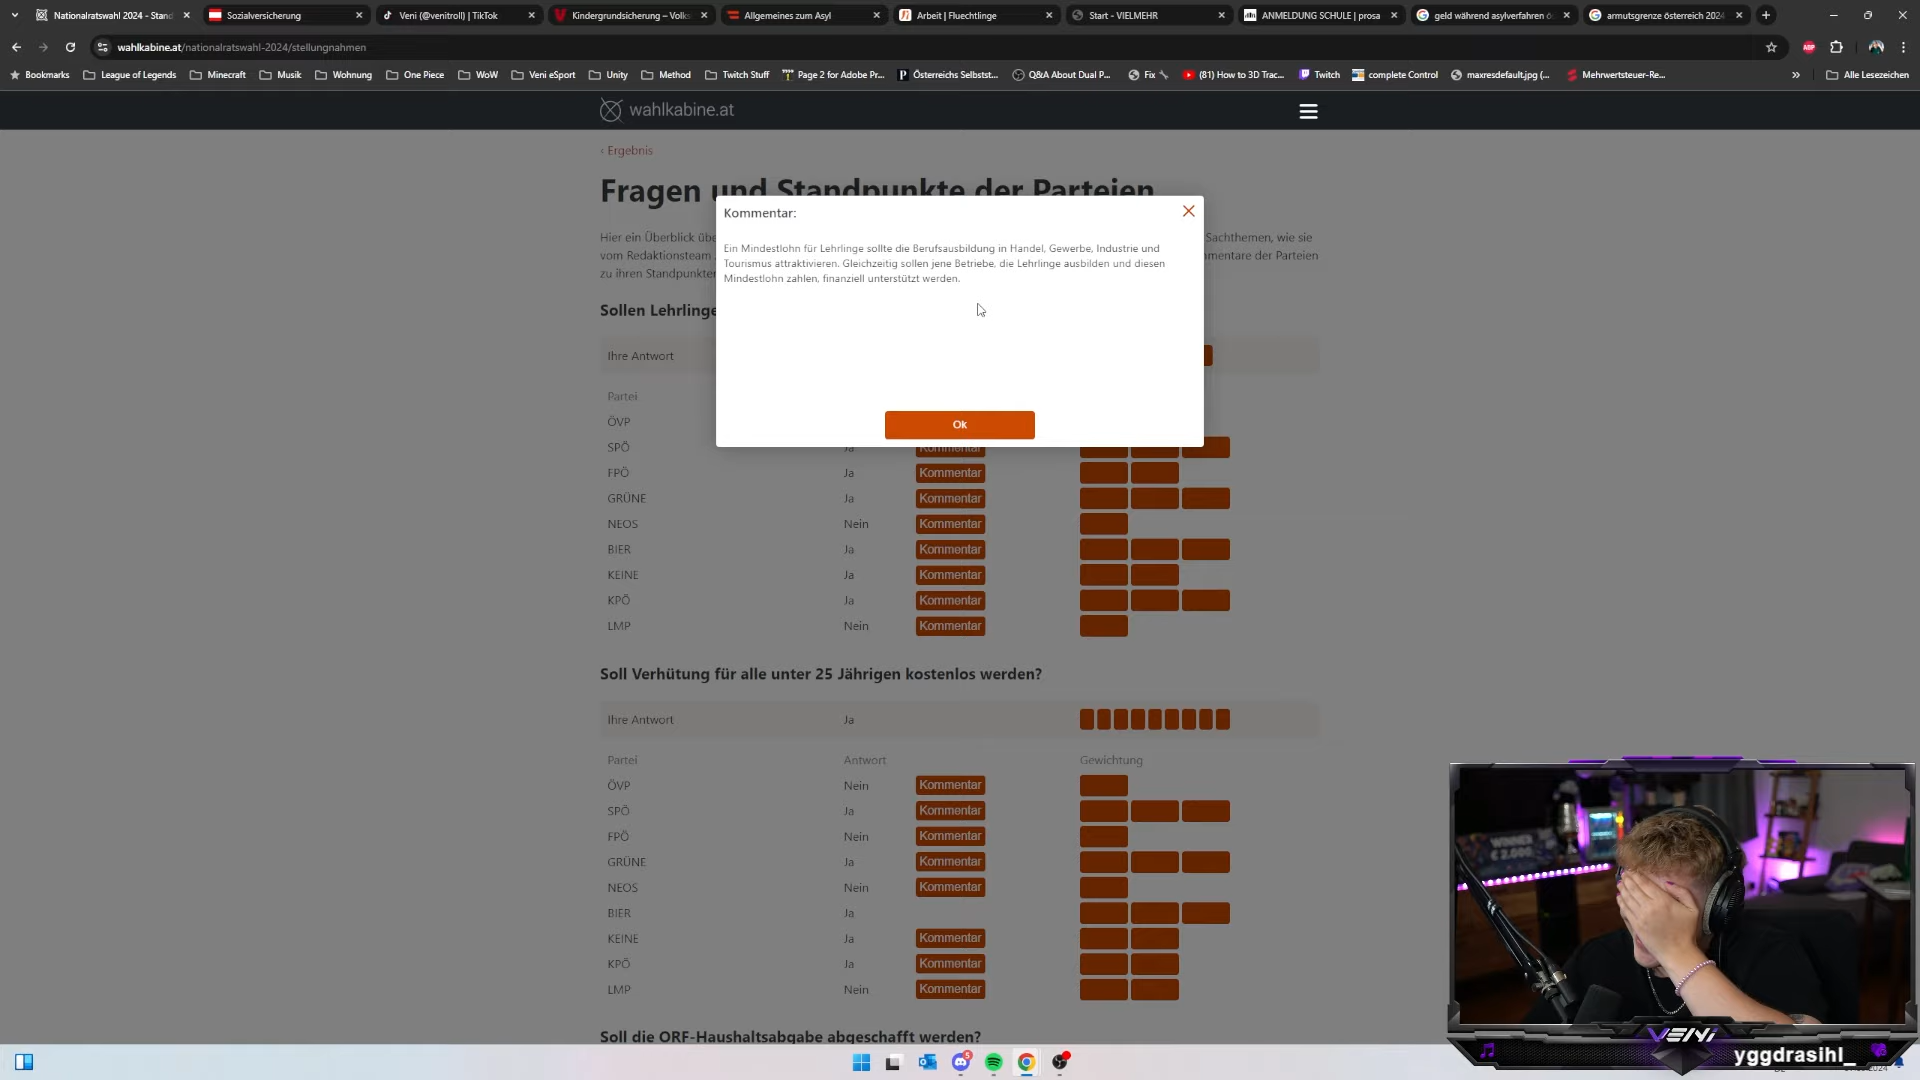 Nationalratswahl 2024 - Stand
Sozialversicherung
Veni (@venitroll) | TikTok
Kindergrundsicherung – Volks
Allgemeines zum Asyl
Arbeit | Fluechtlinge
Start - VIELMEHR
ANMELDUNG SCHULE | prosa
geld während asylverfahren ö
armutsgrenze österreich 2024
wahlkabine.at/nationalratswahl-2024/stellungnahmen
Bookmarks
League of Legends
Minecraft
Musik
Wohnung
One Piece
WoW
Veni eSport
Unity
Method
Twitch Stuff
Page 2 for Adobe Pr...
Österreichs Selbstst...
Q&A About Dual P...
Fix
(81) How to 3D Trac...
Twitch
complete Control
maxresdefault.jpg (...
Mehrwertsteuer-Re...
»
Alle Lesezeichen
wahlkabine.at
‹ Ergebnis
Fragen und Standpunkte der Parteien
Hier ein Überblick übe
Sachthemen, wie sie
vom Redaktionsteam
mentare der Parteien
zu ihren Standpunkten
Kommentar:
Ein Mindestlohn für Lehrlinge sollte die Berufsausbildung in Handel, Gewerbe, Industrie und
Tourismus attraktivieren. Gleichzeitig sollen jene Betriebe, die Lehrlinge ausbilden und diesen
Mindestlohn zahlen, finanziell unterstützt werden.
Ok
Sollen Lehrlinge
Ihre Antwort
Partei
ÖVP
SPÖ Ja Kommentar
FPÖ Ja Kommentar
GRÜNE Ja Kommentar
NEOS Nein Kommentar
BIER Ja Kommentar
KEINE Ja Kommentar
KPÖ Ja Kommentar
LMP Nein Kommentar
Soll Verhütung für alle unter 25 Jährigen kostenlos werden?
Ihre Antwort Ja
Partei Antwort Gewichtung
ÖVP Nein Kommentar
SPÖ Ja Kommentar
FPÖ Nein Kommentar
GRÜNE Ja Kommentar
NEOS Nein Kommentar
BIER Ja
KEINE Ja Kommentar
KPÖ Ja Kommentar
LMP Nein Kommentar
Soll die ORF-Haushaltsabgabe abgeschafft werden?
WINNER
€ 2.000
VENI
yggdrasihl_